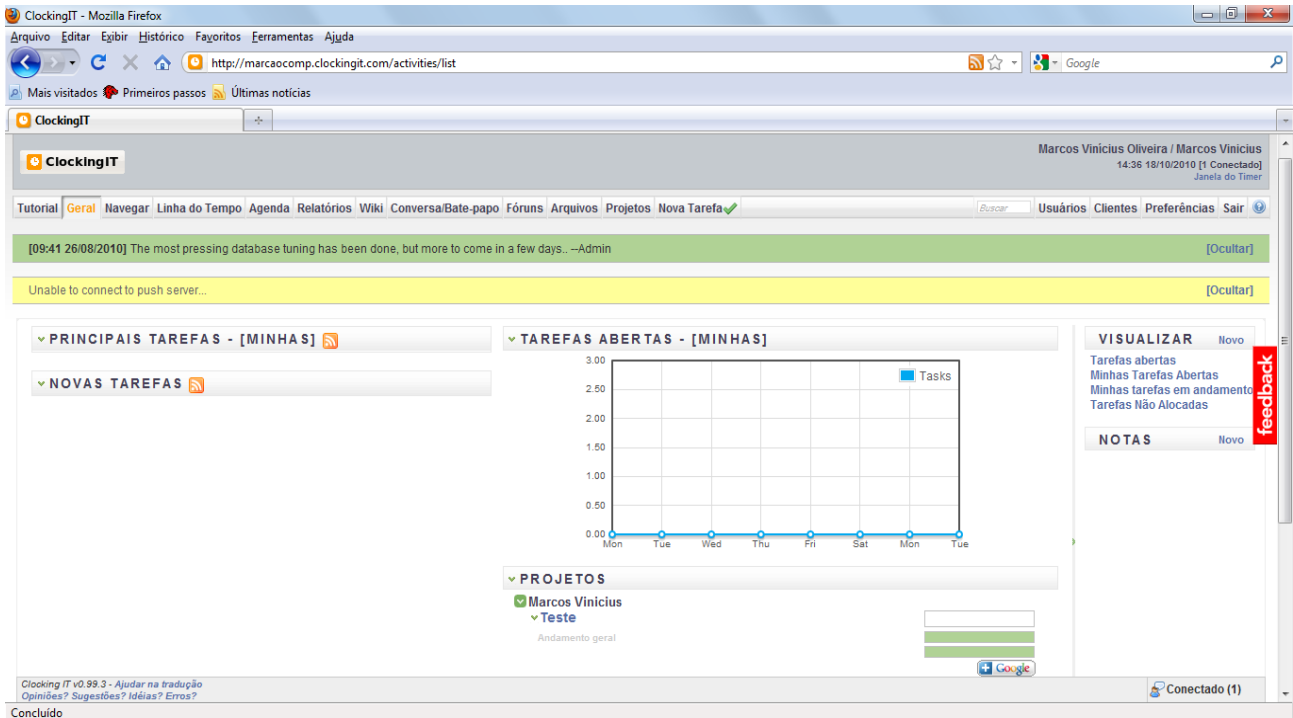 ClockingIT - Mozilla Firefox
Arquivo Editar Exibir Histórico Favoritos Ferramentas Ajuda
http://marcaocomp.clockingit.com/activities/list
Google
Mais visitados Primeiros passos Últimas notícias
ClockingIT
ClockingIT
Marcos Vinícius Oliveira / Marcos Vinicius
14:36 18/10/2010 [1 Conectado]
Janela do Timer
Tutorial Geral Navegar Linha do Tempo Agenda Relatórios Wiki Conversa/Bate-papo Fóruns Arquivos Projetos Nova Tarefa Buscar Usuários Clientes Preferências Sair
[09:41 26/08/2010] The most pressing database tuning has been done, but more to come in a few days.. --Admin [Ocultar]
Unable to connect to push server... [Ocultar]
PRINCIPAIS TAREFAS - [MINHAS]
NOVAS TAREFAS
TAREFAS ABERTAS - [MINHAS]
3.00
Tasks
2.50
2.00
1.50
1.00
0.50
0.00
Mon Tue Wed Thu Fri Sat Mon Tue
PROJETOS
Marcos Vinicius
Teste
Andamento geral
Google
VISUALIZAR Novo
Tarefas abertas
Minhas Tarefas Abertas
Minhas tarefas em andamento
Tarefas Não Alocadas
NOTAS Novo
feedback
Clocking IT v0.99.3 - Ajudar na tradução
Opiniões? Sugestões? Idéias? Erros?
Conectado (1)
Concluído